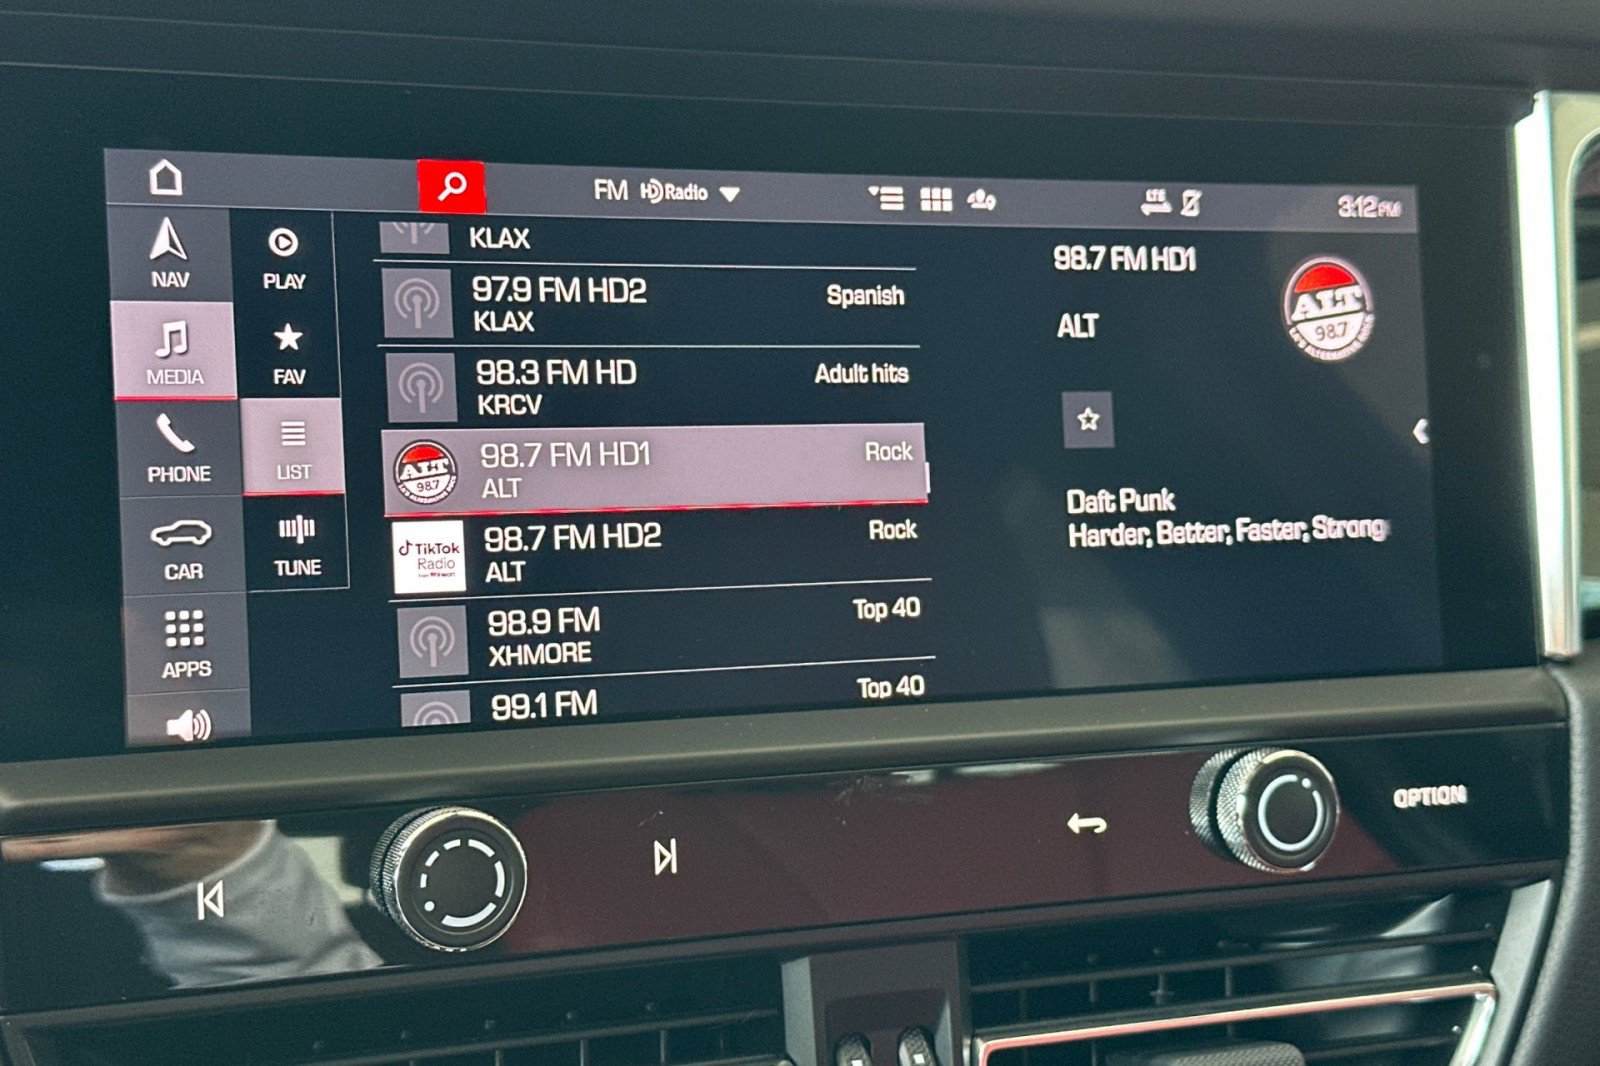 FM HD Radio
LTE
3:12 PM
NAV
MEDIA
PHONE
CAR
APPS
PLAY
FAV
LIST
TUNE
KLAX
97.9 FM HD2
Spanish
KLAX
98.3 FM HD
Adult hits
KRCV
ALT
98.7
98.7 FM HD1
Rock
ALT
TikTok
Radio
98.7 FM HD2
Rock
ALT
98.9 FM
Top 40
XHMORE
99.1 FM
Top 40
98.7 FM HD1
ALT
ALT
98.7
Daft Punk
Harder, Better, Faster, Strong
OPTION